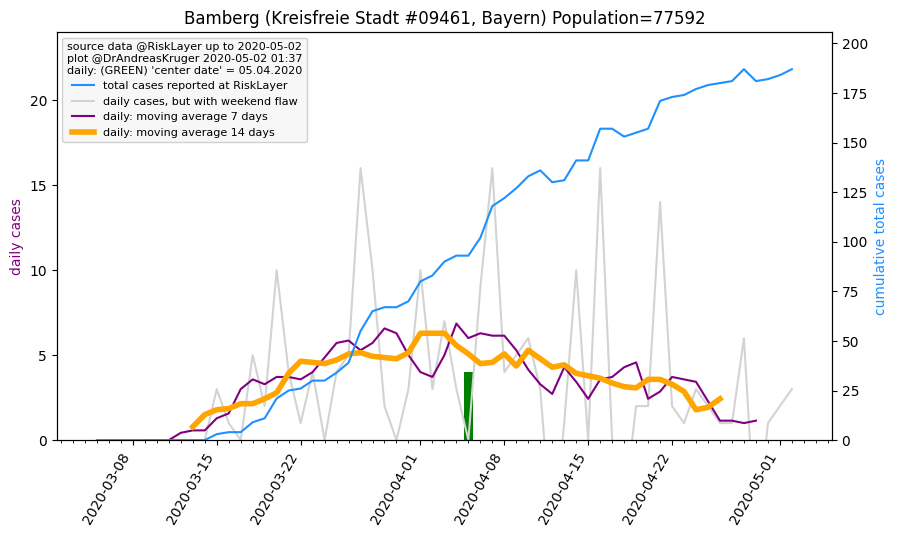 Bamberg (Kreisfreie Stadt #09461, Bayern) Population=77592
source data @RiskLayer up to 2020-05-02
plot @DrAndreasKruger 2020-05-02 01:37
daily: (GREEN) 'center date' = 05.04.2020
total cases reported at RiskLayer
daily cases, but with weekend flaw
daily: moving average 7 days
daily: moving average 14 days
daily cases
0
5
10
15
20
cumulative total cases
0
25
50
75
100
125
150
175
200
2020-03-08
2020-03-15
2020-03-22
2020-04-01
2020-04-08
2020-04-15
2020-04-22
2020-05-01